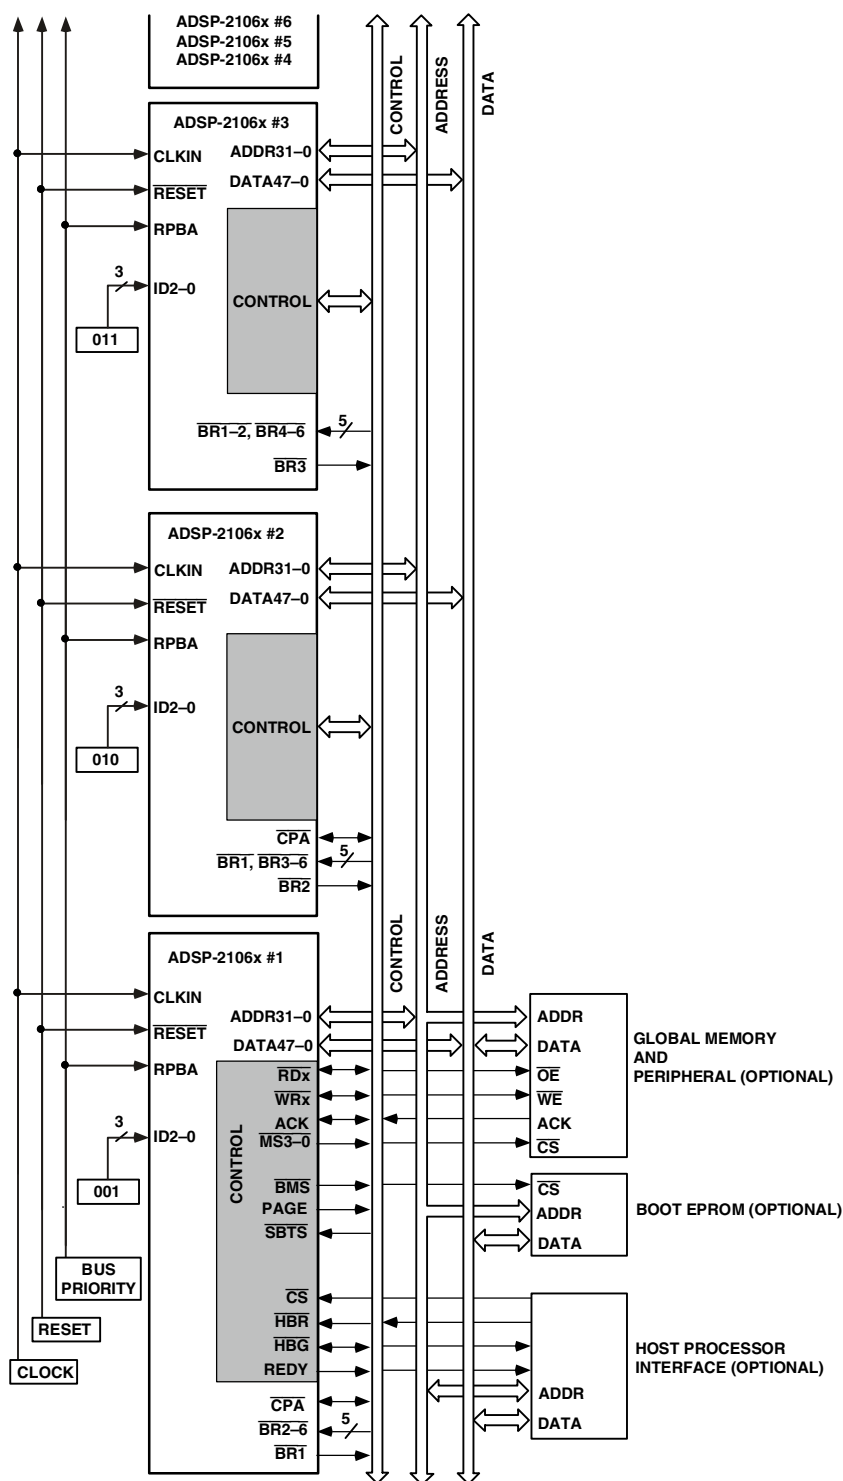 ADSP-2106x #6
ADSP-2106x #5
ADSP-2106x #4
CONTROL
ADDRESS
DATA
ADSP-2106x #3
CLKIN
ADDR31–0
RESET
DATA47–0
RPBA
3
ID2–0
CONTROL
011
BR1–2, BR4–6
5
BR3
ADSP-2106x #2
CLKIN
ADDR31–0
RESET
DATA47–0
RPBA
3
ID2–0
CONTROL
010
CPA
BR1, BR3–6
5
BR2
CONTROL
ADDRESS
DATA
ADSP-2106x #1
CLKIN
ADDR31–0
RESET
DATA47–0
RPBA
3
ID2–0
001
CONTROL
RDx
WRx
ACK
MS3–0
BMS
PAGE
SBTS
CS
HBR
HBG
REDY
CPA
BR2–6
5
BR1
BUS
PRIORITY
RESET
CLOCK
ADDR
DATA
OE
WE
ACK
CS
GLOBAL MEMORY
AND
PERIPHERAL (OPTIONAL)
CS
ADDR
DATA
BOOT EPROM (OPTIONAL)
ADDR
DATA
HOST PROCESSOR
INTERFACE (OPTIONAL)